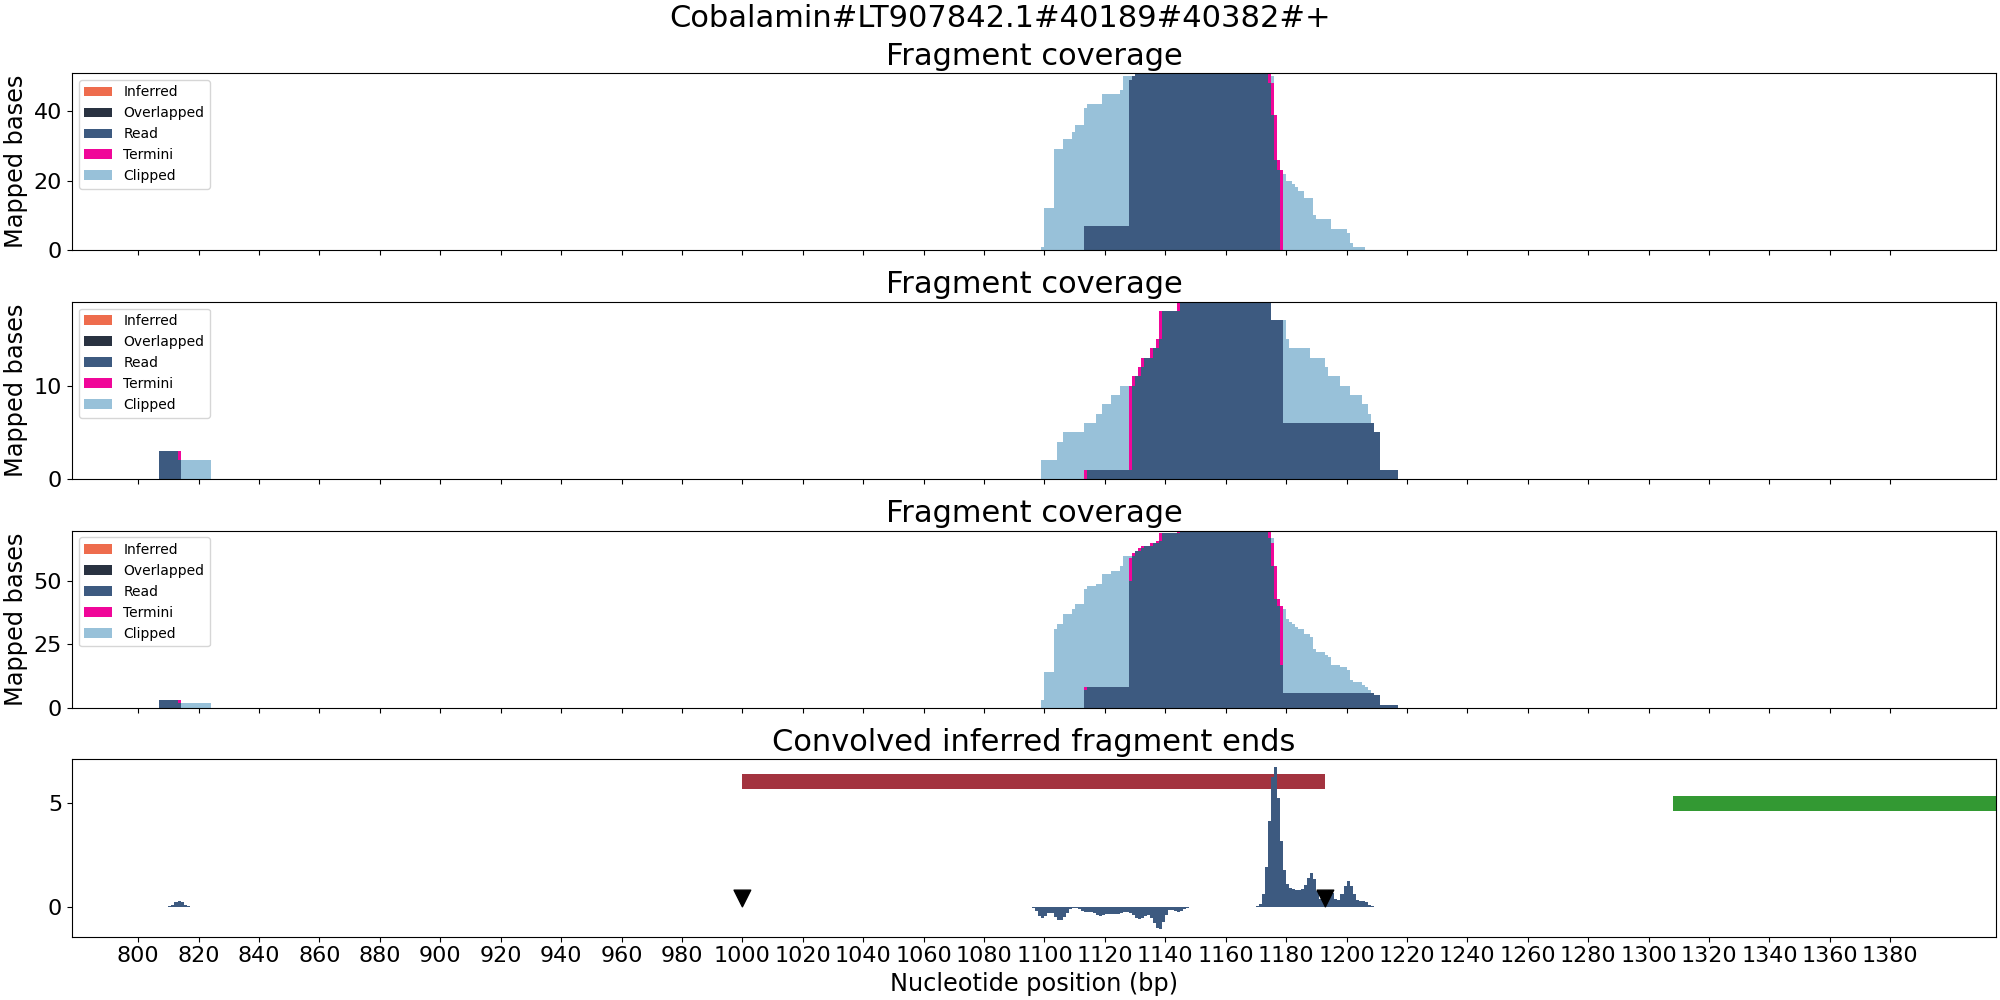 Cobalamin#LT907842.1#40189#40382#+
Fragment coverage
Mapped bases
40
20
0
Inferred
Overlapped
Read
Termini
Clipped
Fragment coverage
Mapped bases
10
0
Inferred
Overlapped
Read
Termini
Clipped
Fragment coverage
Mapped bases
50
25
0
Inferred
Overlapped
Read
Termini
Clipped
Convolved inferred fragment ends
5
0
800 820 840 860 880 900 920 940 960 980 1000 1020 1040 1060 1080 1100 1120 1140 1160 1180 1200 1220 1240 1260 1280 1300 1320 1340 1360 1380
Nucleotide position (bp)